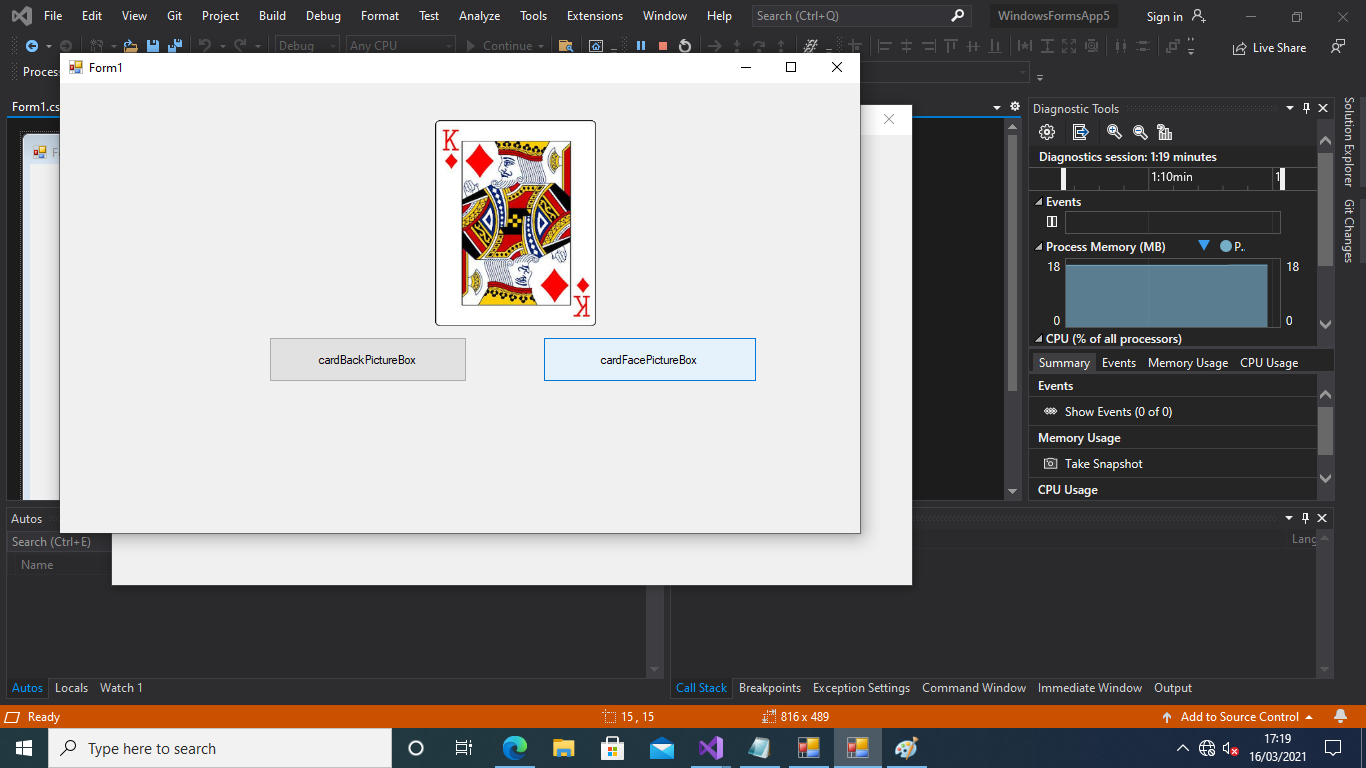 File Edit View Git Project Build Debug Format Test Analyze Tools Extensions Window Help Search (Ctrl+Q) WindowsFormsApp5 Sign in
Debug Any CPU Continue Live Share
Proces
Form1
Form1.cs
K
K
cardBackPictureBox cardFacePictureBox
Diagnostic Tools
Diagnostics session: 1:19 minutes
1:10min 1
Events
Process Memory (MB) P..
18 18
0 0
CPU (% of all processors)
Summary Events Memory Usage CPU Usage
Events
Show Events (0 of 0)
Memory Usage
Take Snapshot
CPU Usage
Solution Explorer
Git Changes
Autos
Search (Ctrl+E)
Name
Lang
Autos Locals Watch 1
Call Stack Breakpoints Exception Settings Command Window Immediate Window Output
Ready 15 , 15 816 x 489 Add to Source Control
Type here to search
17:19
16/03/2021